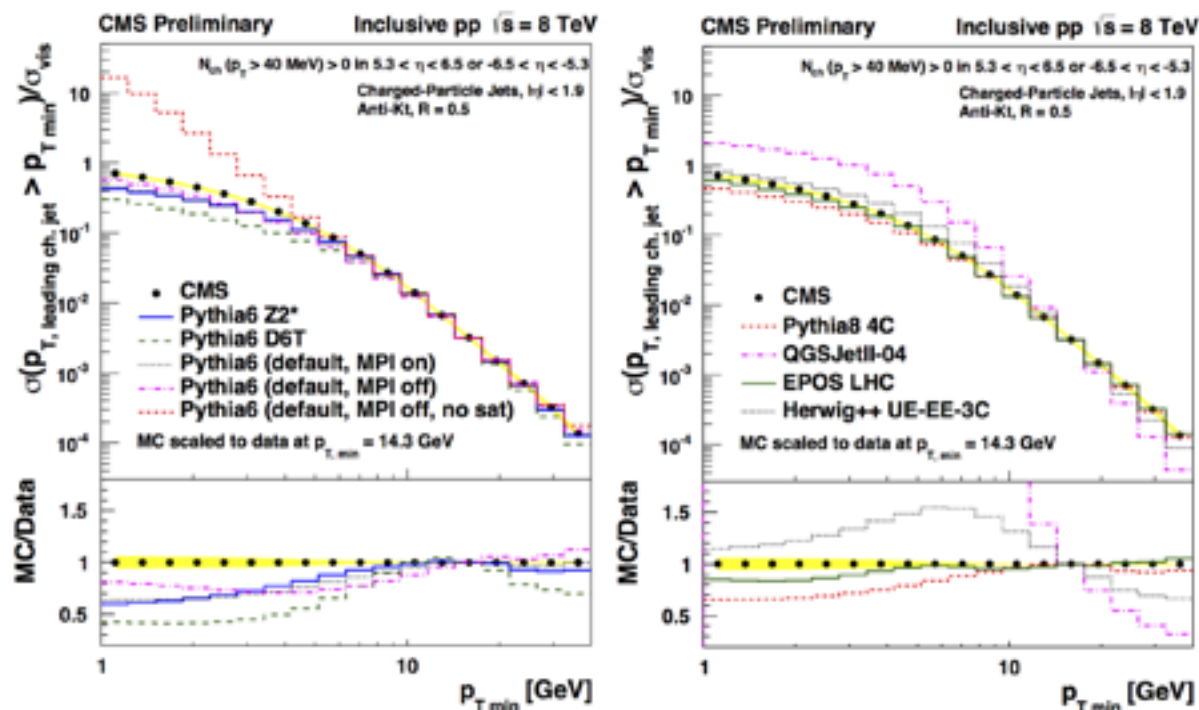 CMS Preliminary Inclusive pp √s = 8 TeV
N_ch (p_T > 40 MeV) > 0 in 5.3 < η < 6.5 or -6.5 < η < -5.3
Charged-Particle Jets, |η| < 1.9
Anti-Kt, R = 0.5
σ(p_T, leading ch. jet > p_T min)/σ_vis
10
1
10⁻¹
10⁻²
10⁻³
10⁻⁴
CMS
Pythia6 Z2*
Pythia6 D6T
Pythia6 (default, MPI on)
Pythia6 (default, MPI off)
Pythia6 (default, MPI off, no sat)
MC scaled to data at p_T, min = 14.3 GeV
MC/Data
1.5
1
0.5
1 10
p_T min [GeV]
CMS Preliminary Inclusive pp √s = 8 TeV
N_ch (p_T > 40 MeV) > 0 in 5.3 < η < 6.5 or -6.5 < η < -5.3
Charged-Particle Jets, |η| < 1.9
Anti-Kt, R = 0.5
σ(p_T, leading ch. jet > p_T min)/σ_vis
10
1
10⁻¹
10⁻²
10⁻³
10⁻⁴
CMS
Pythia8  4C
QGSJetII-04
EPOS LHC
Herwig++ UE-EE-3C
MC scaled to data at p_T, min = 14.3 GeV
MC/Data
1.5
1
0.5
1 10
p_T min [GeV]